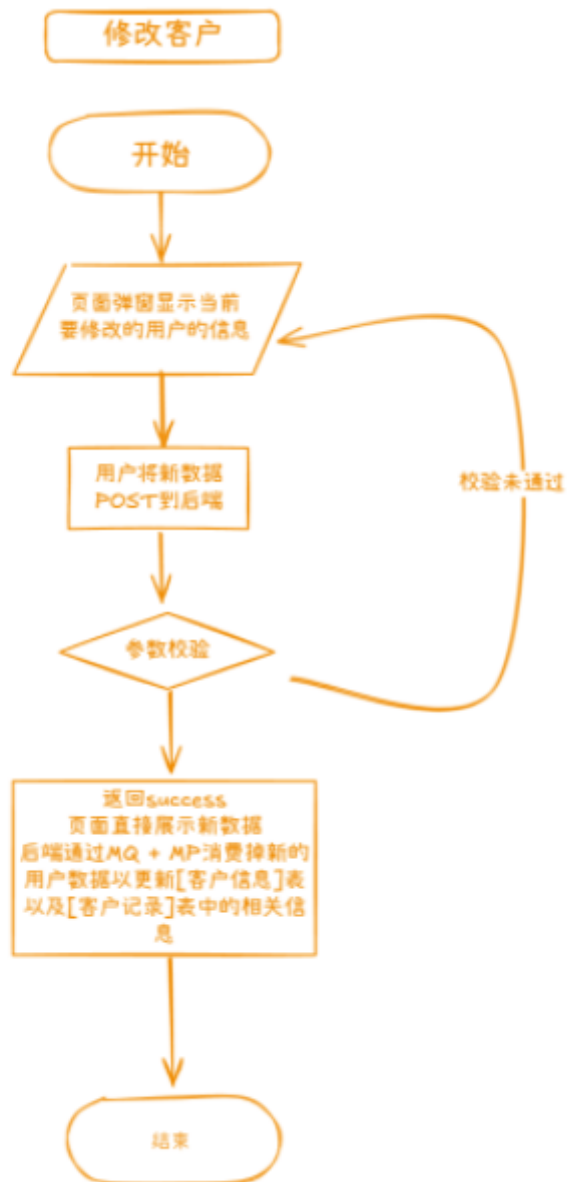 修改客户
开始
页面弹窗显示当前
要修改的用户的信息
用户将新数据
POST到后端
校验未通过
参数校验
返回success
页面直接展示新数据
后端通过MQ + MP消费掉新的
用户数据以更新[客户信息]表
以及[客户记录]表中的相关信
息
结束